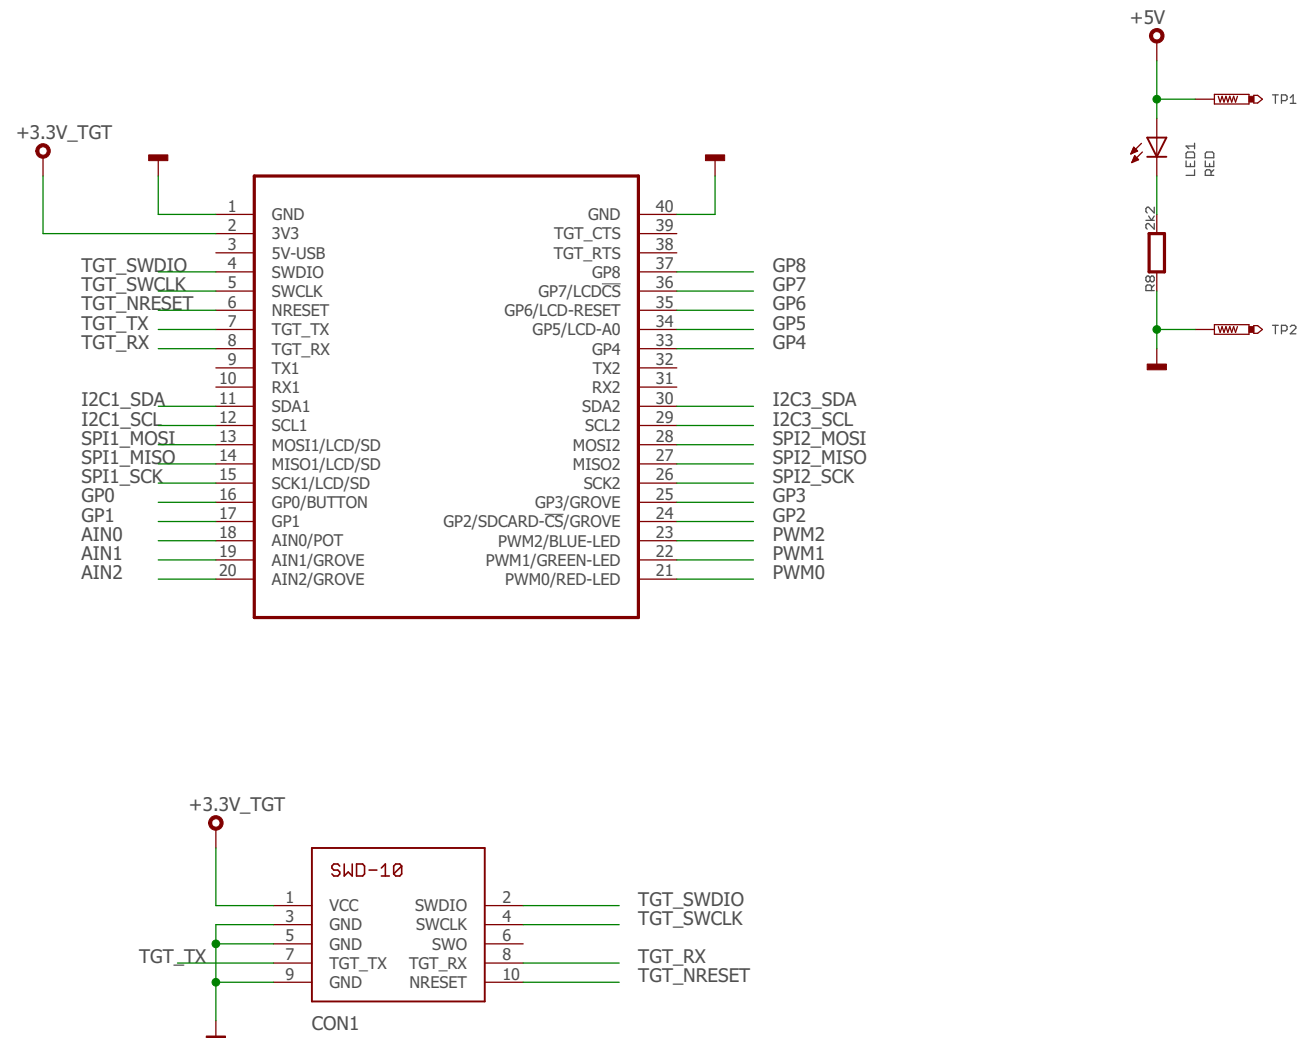 +5V
TP1
LED1
RED
2k2
R8
TP2
+3.3V_TGT
1 GND GND 40
2 3V3 TGT_CTS 39
3 5V-USB TGT_RTS 38
TGT_SWDIO 4 SWDIO GP8 37 GP8
TGT_SWCLK 5 SWCLK GP7/LCDCS 36 GP7
TGT_NRESET 6 NRESET GP6/LCD-RESET 35 GP6
TGT_TX 7 TGT_TX GP5/LCD-A0 34 GP5
TGT_RX 8 TGT_RX GP4 33 GP4
9 TX1 TX2 32
10 RX1 RX2 31
I2C1_SDA 11 SDA1 SDA2 30 I2C3_SDA
I2C1_SCL 12 SCL1 SCL2 29 I2C3_SCL
SPI1_MOSI 13 MOSI1/LCD/SD MOSI2 28 SPI2_MOSI
SPI1_MISO 14 MISO1/LCD/SD MISO2 27 SPI2_MISO
SPI1_SCK 15 SCK1/LCD/SD SCK2 26 SPI2_SCK
GP0 16 GP0/BUTTON GP3/GROVE 25 GP3
GP1 17 GP1 GP2/SDCARD-CS/GROVE 24 GP2
AIN0 18 AIN0/POT PWM2/BLUE-LED 23 PWM2
AIN1 19 AIN1/GROVE PWM1/GREEN-LED 22 PWM1
AIN2 20 AIN2/GROVE PWM0/RED-LED 21 PWM0
+3.3V_TGT
SWD-10
1 VCC SWDIO 2 TGT_SWDIO
3 GND SWCLK 4 TGT_SWCLK
5 GND SWO 6
TGT_TX 7 TGT_TX TGT_RX 8 TGT_RX
9 GND NRESET 10 TGT_NRESET
CON1